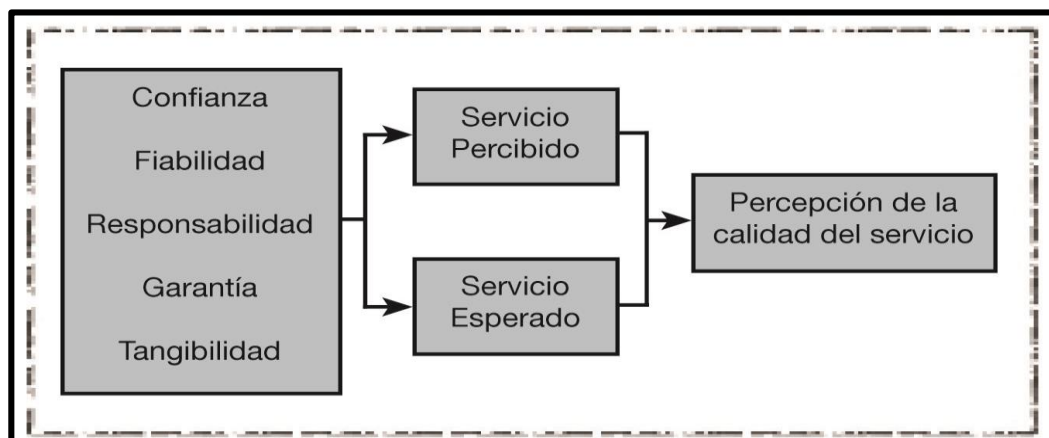 Confianza
Fiabilidad
Responsabilidad
Garantía
Tangibilidad
Servicio
Percibido
Servicio
Esperado
Percepción de la
calidad del servicio